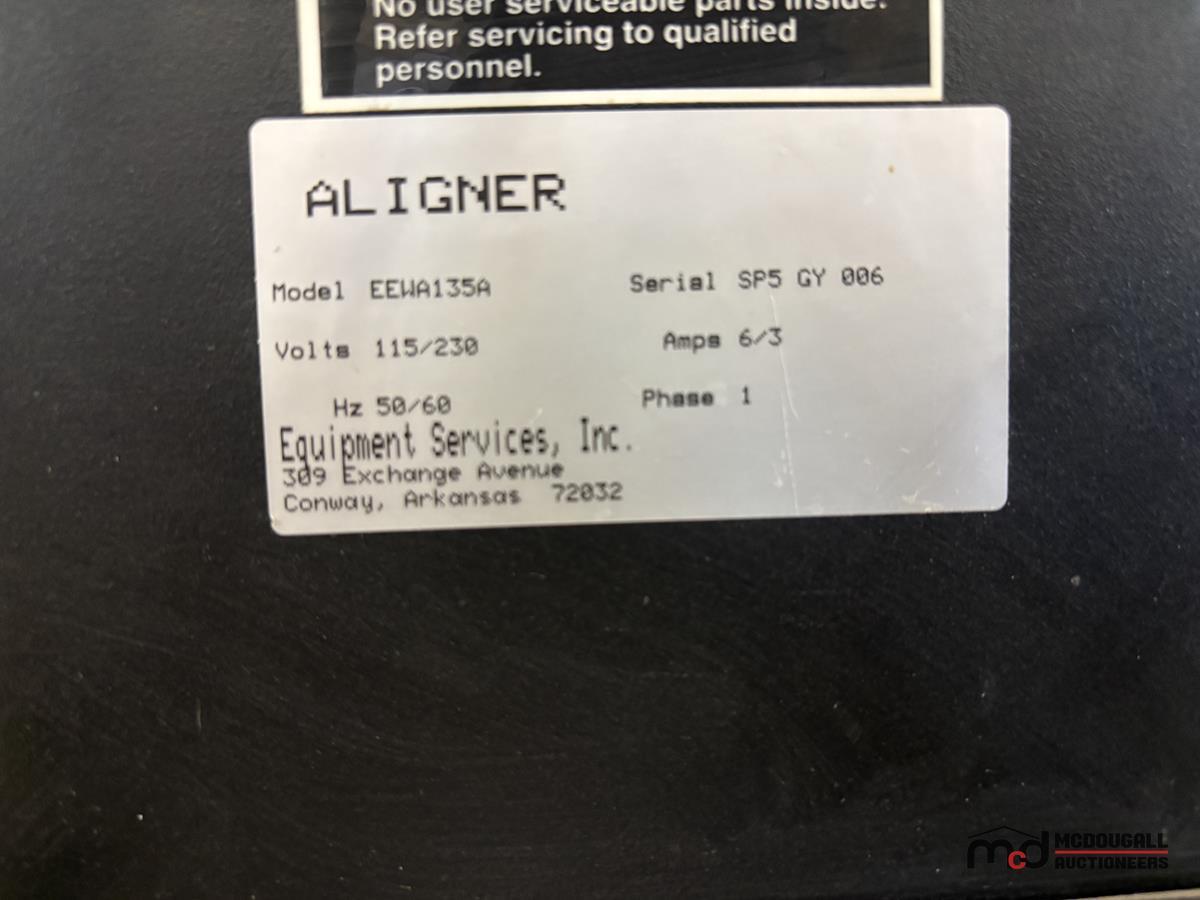 No user serviceable parts inside.
Refer servicing to qualified
personnel.
ALIGNER
Model EEWA135A Serial SP5 GY 006
Volts 115/230 Amps 6/3
Hz 50/60 Phase 1
Equipment Services, Inc.
309 Exchange Avenue
Conway, Arkansas 72032
mcd MCDOUGALL
AUCTIONEERS